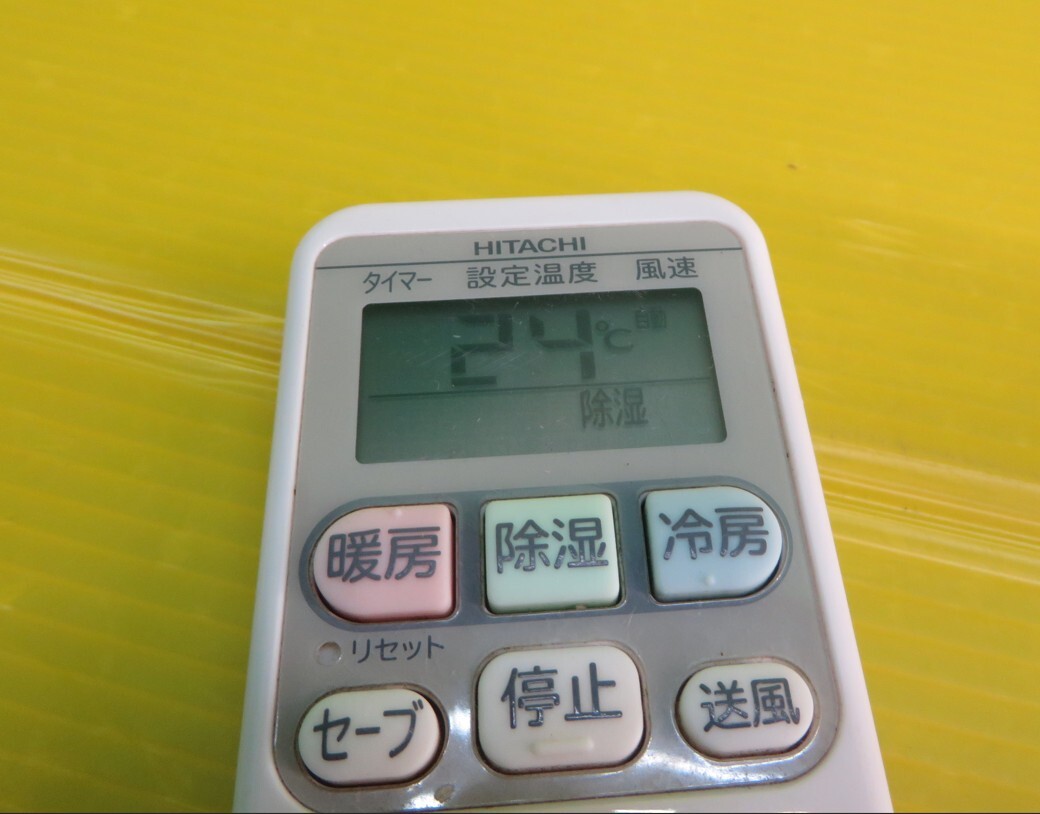 HITACHI
タイマー 設定温度 風速
24℃
除湿
暖房 除湿 冷房
リセット
セーブ 停止 送風